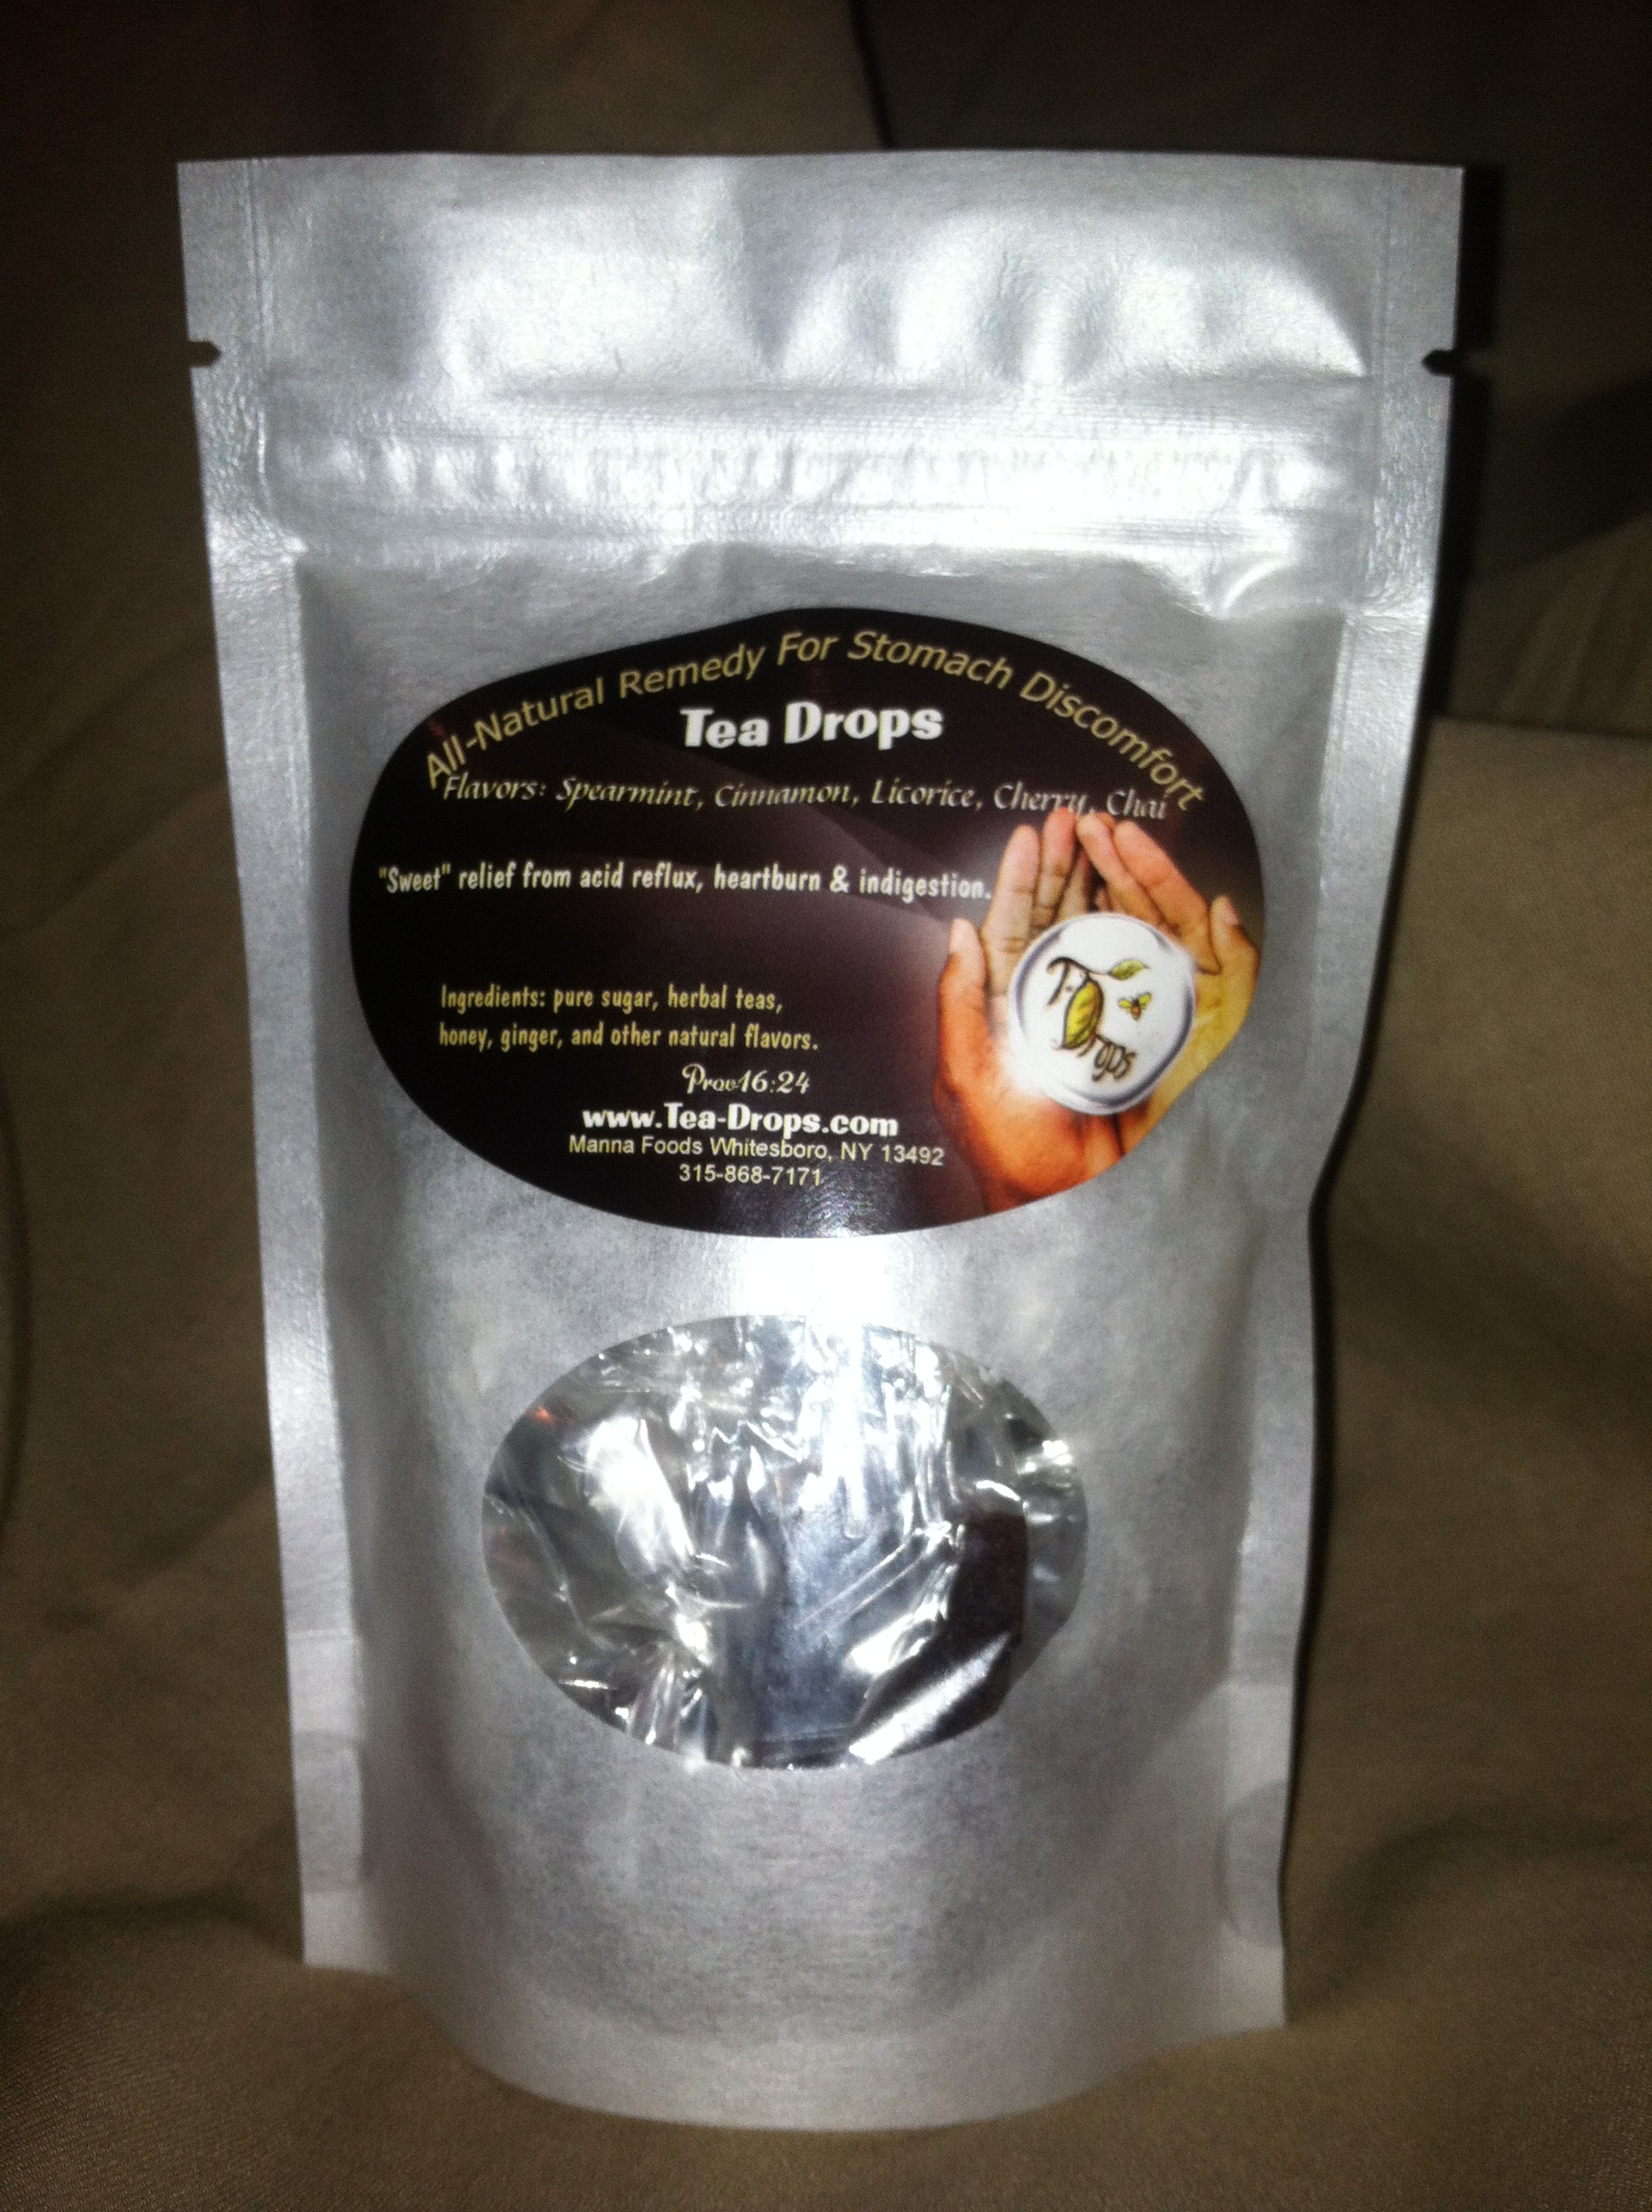 All-Natural Remedy For Stomach Discomfort
Tea Drops
Flavors: Spearmint, Cinnamon, Licorice, Cherry, Chai
"Sweet" relief from acid reflux, heartburn & indigestion.
T-Drops
Ingredients: pure sugar, herbal teas,
honey, ginger, and other natural flavors.
Prov16:24
www.Tea-Drops.com
Manna Foods Whitesboro, NY 13492
315-868-7171